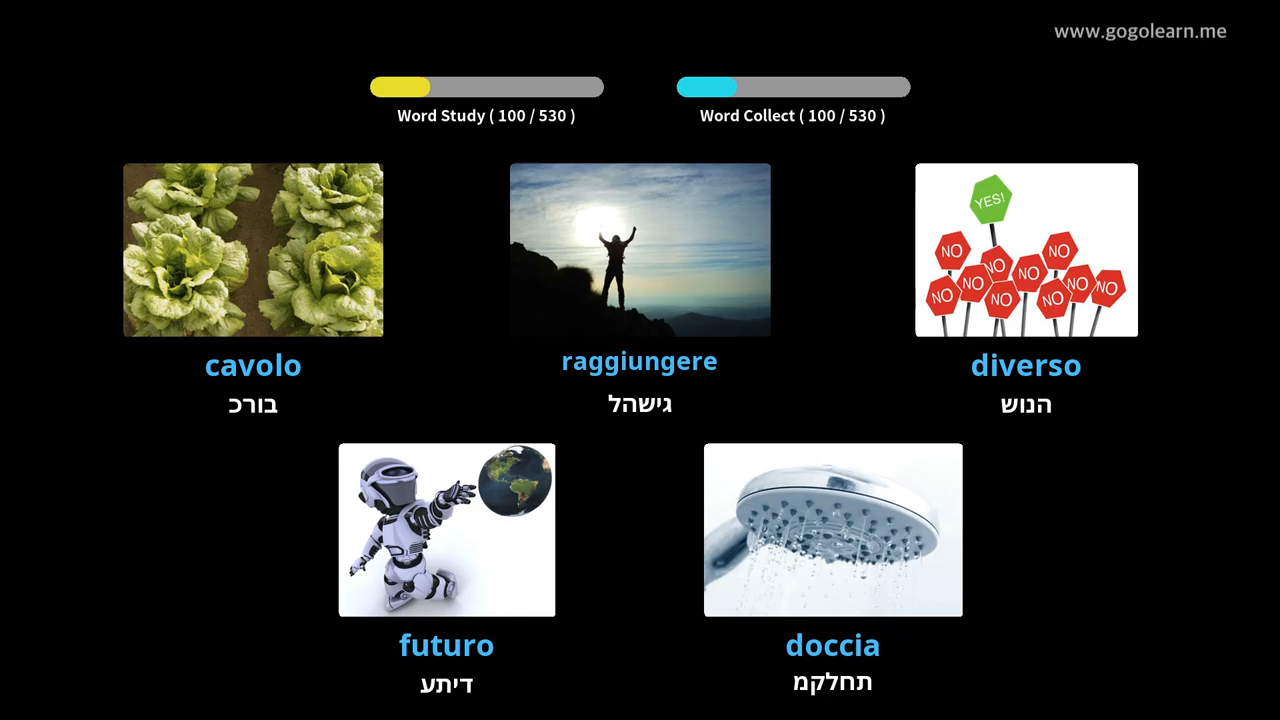 www.gogolearn.me
Word Study ( 100 / 530 )
Word Collect ( 100 / 530 )
YES!
NO
NO
NO
NO
NO
NO
NO
NO
NO
cavolo
בורכ
raggiungere
גישהל
diverso
הנוש
futuro
דיתע
doccia
תחלקמ